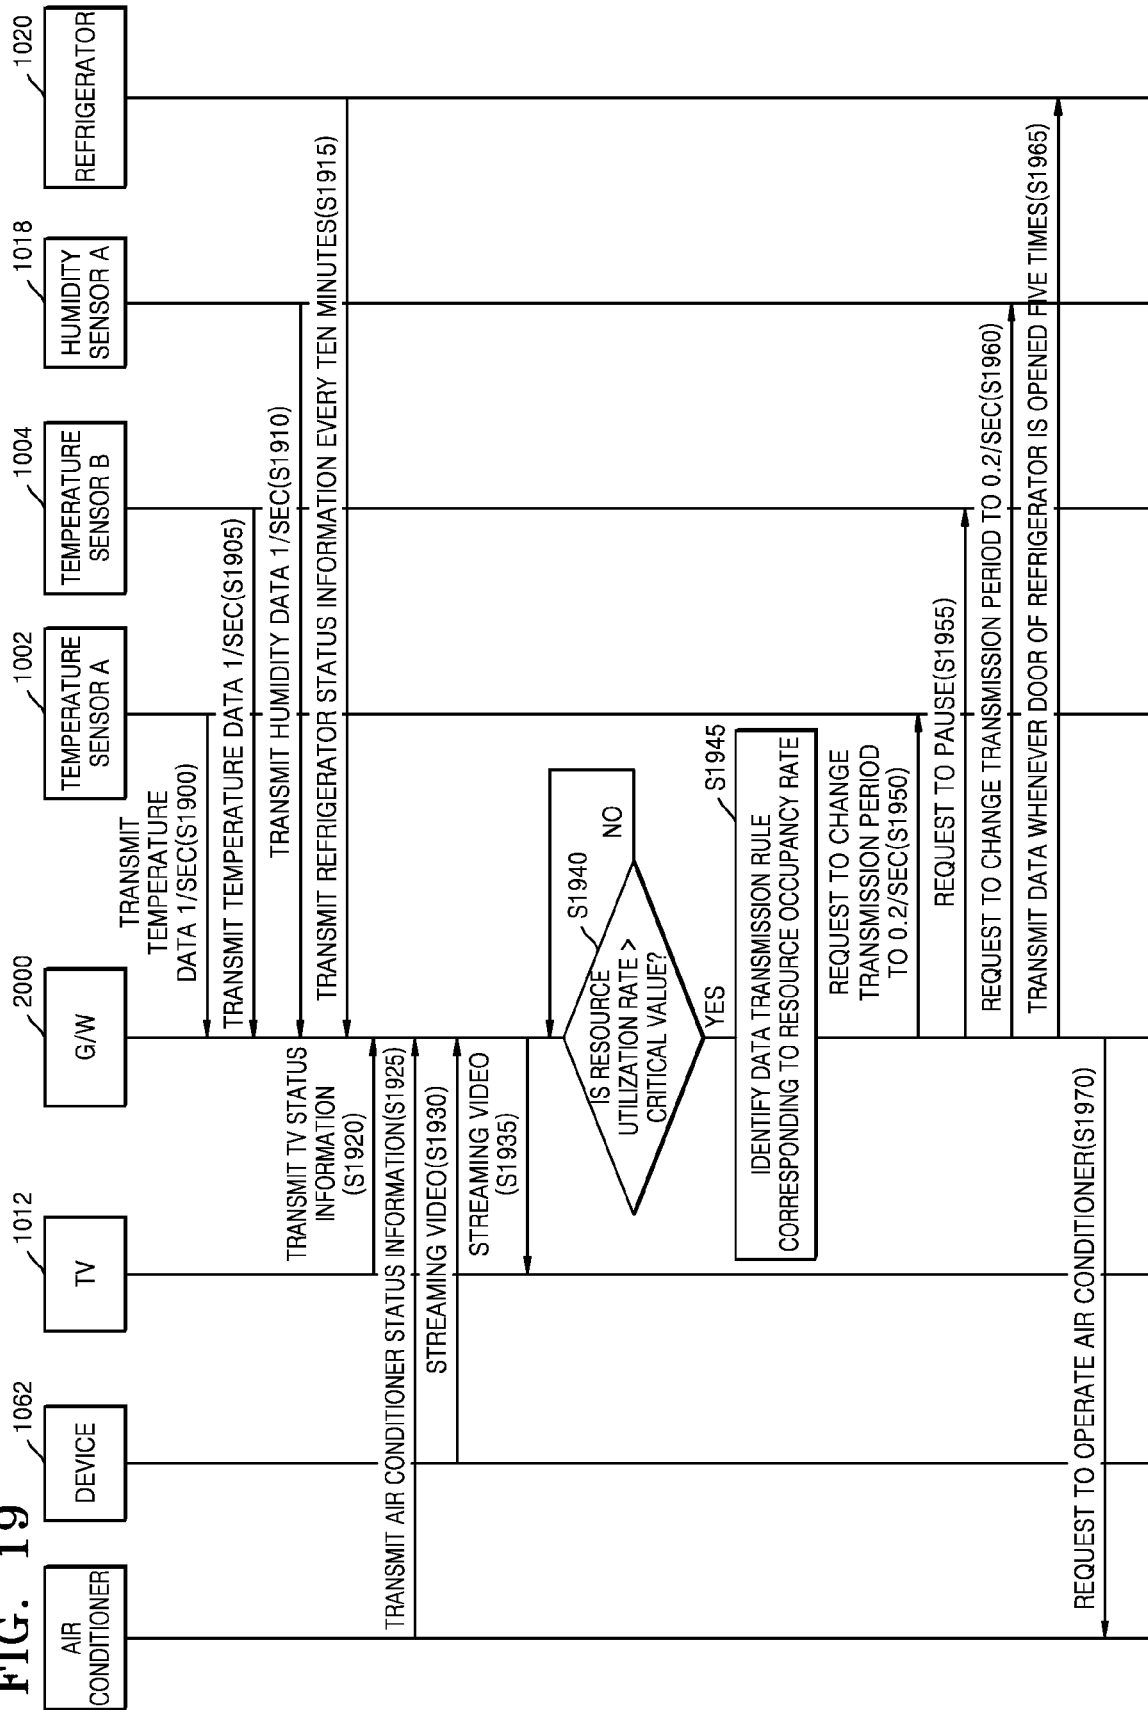 FIG. 19
AIR
CONDITIONER
1062
DEVICE
1012
TV
2000
G/W
1002
TEMPERATURE
SENSOR A
1004
TEMPERATURE
SENSOR B
1018
HUMIDITY
SENSOR A
1020
REFRIGERATOR
TRANSMIT
TEMPERATURE
DATA 1/SEC(S1900)
TRANSMIT TEMPERATURE DATA 1/SEC(S1905)
TRANSMIT HUMIDITY DATA 1/SEC(S1910)
TRANSMIT REFRIGERATOR STATUS INFORMATION EVERY TEN MINUTES(S1915)
TRANSMIT TV STATUS
INFORMATION
(S1920)
TRANSMIT AIR CONDITIONER STATUS INFORMATION(S1925)
STREAMING VIDEO(S1930)
STREAMING VIDEO
(S1935)
S1940
IS RESOURCE
UTILIZATION RATE >
CRITICAL VALUE?
NO
YES
S1945
IDENTIFY DATA TRANSMISSION RULE
CORRESPONDING TO RESOURCE OCCUPANCY RATE
REQUEST TO CHANGE
TRANSMISSION PERIOD
TO 0.2/SEC(S1950)
REQUEST TO PAUSE(S1955)
REQUEST TO CHANGE TRANSMISSION PERIOD TO 0.2/SEC(S1960)
TRANSMIT DATA WHENEVER DOOR OF REFRIGERATOR IS OPENED FIVE TIMES(S1965)
REQUEST TO OPERATE AIR CONDITIONER(S1970)